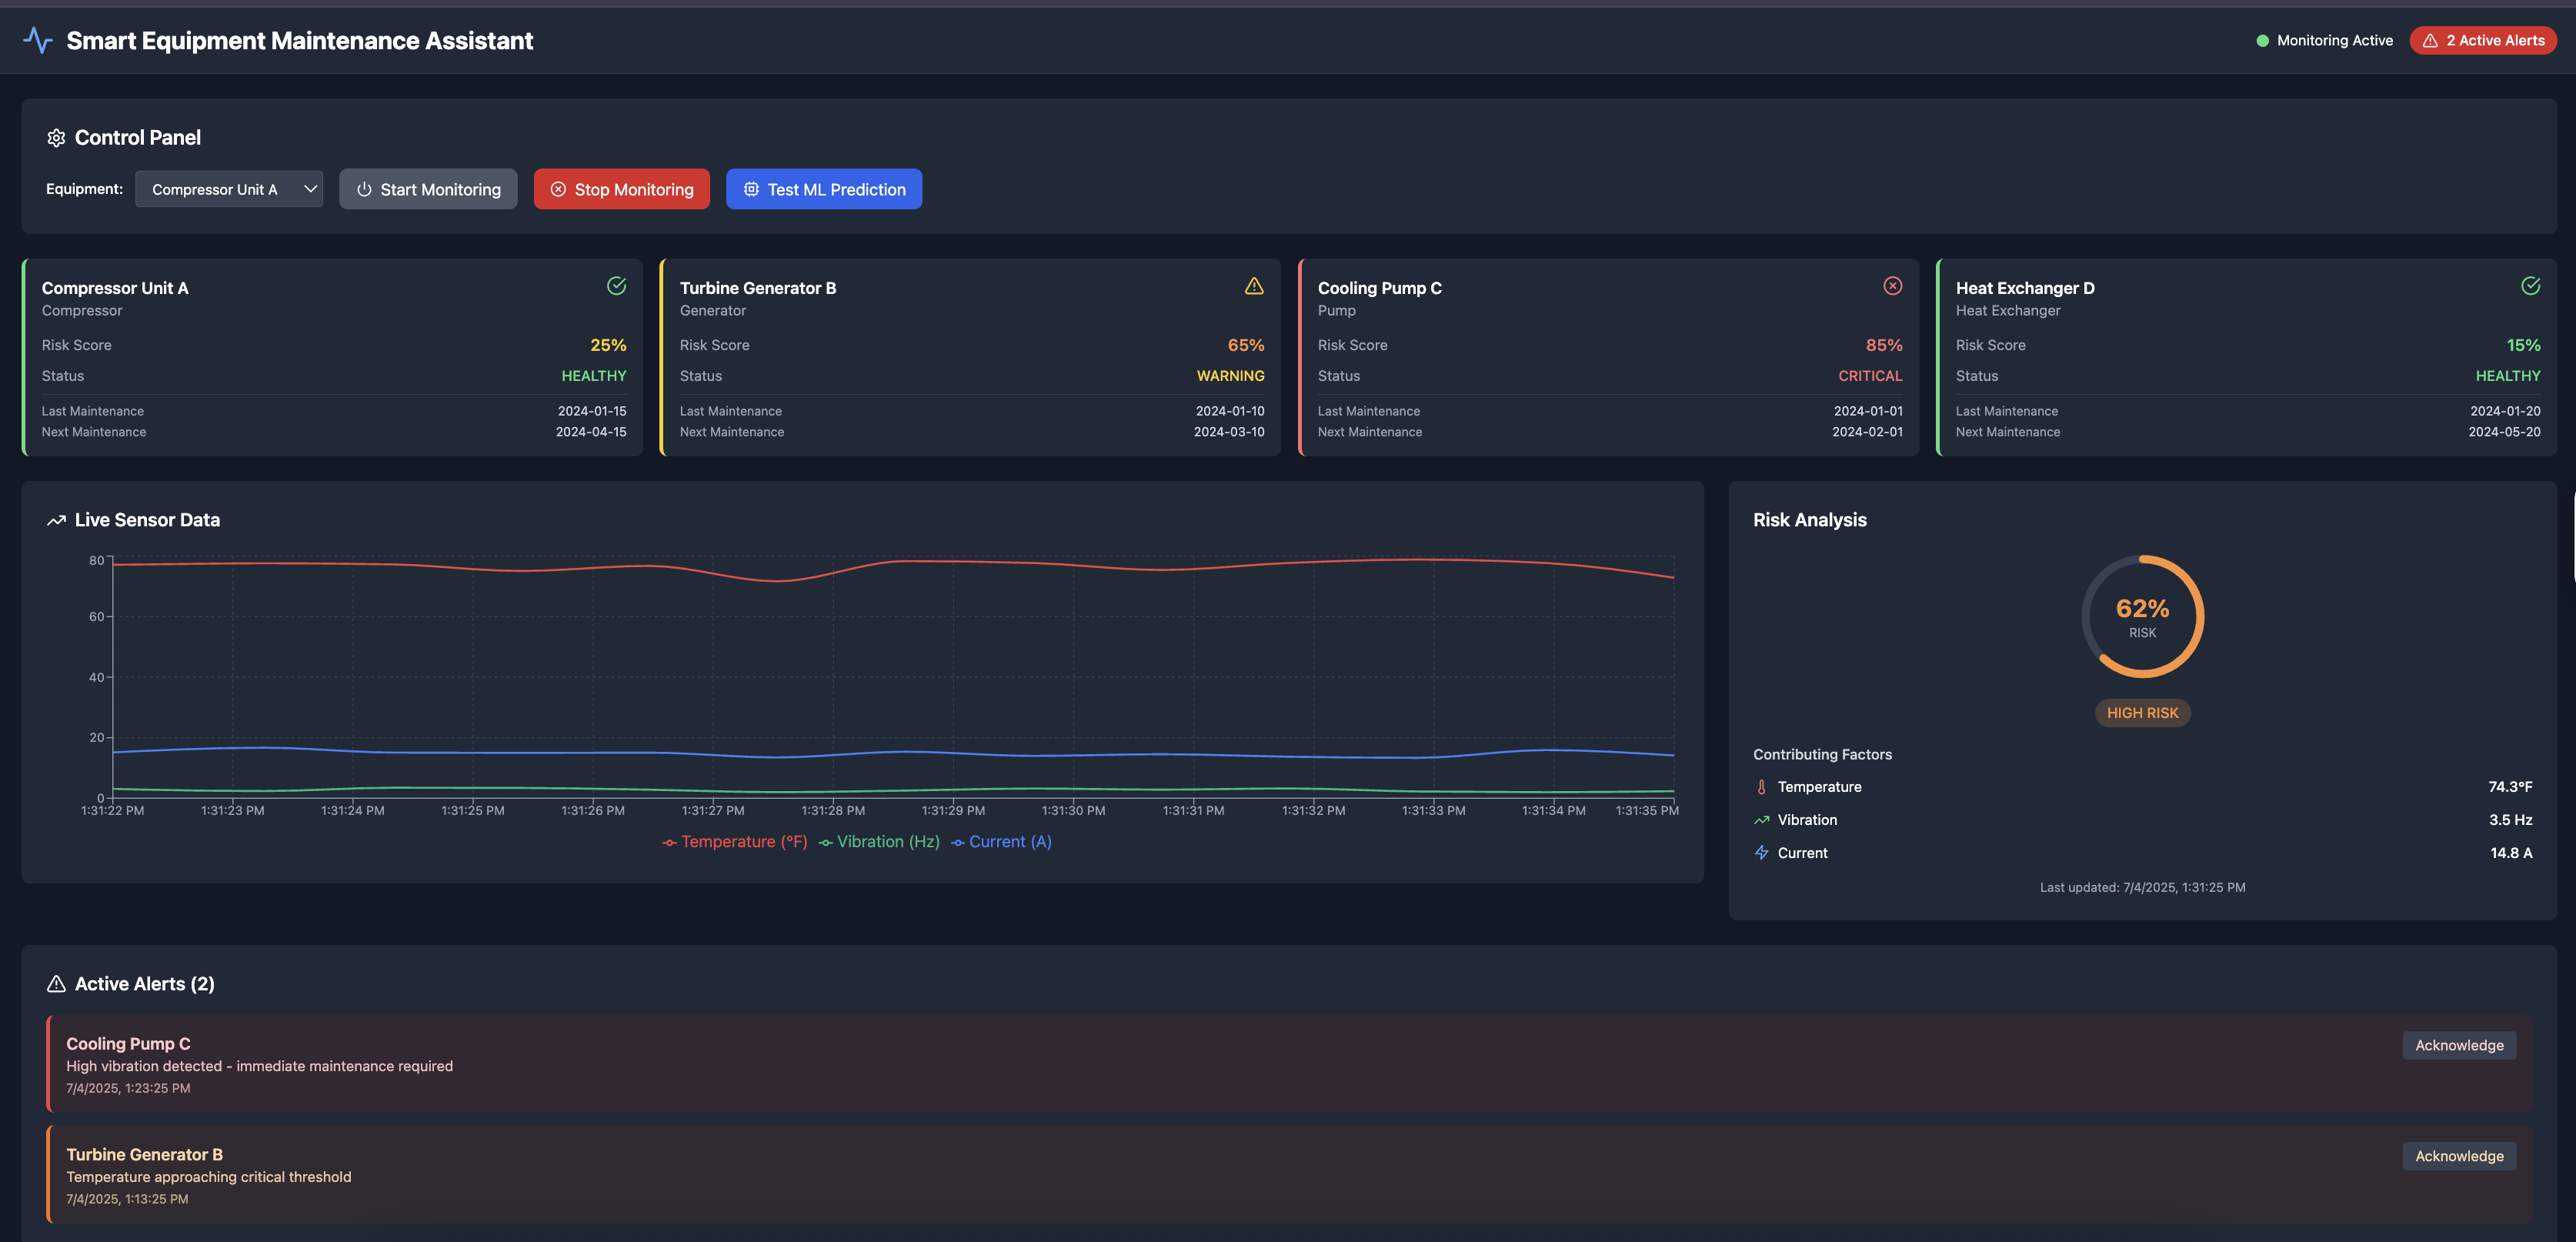 Smart Equipment Maintenance Assistant
Monitoring Active
2 Active Alerts
Control Panel
Equipment:
Compressor Unit A
Start Monitoring
Stop Monitoring
Test ML Prediction
Compressor Unit A
Compressor
Risk Score 25%
Status HEALTHY
Last Maintenance 2024-01-15
Next Maintenance 2024-04-15
Turbine Generator B
Generator
Risk Score 65%
Status WARNING
Last Maintenance 2024-01-10
Next Maintenance 2024-03-10
Cooling Pump C
Pump
Risk Score 85%
Status CRITICAL
Last Maintenance 2024-01-01
Next Maintenance 2024-02-01
Heat Exchanger D
Heat Exchanger
Risk Score 15%
Status HEALTHY
Last Maintenance 2024-01-20
Next Maintenance 2024-05-20
Live Sensor Data
80
60
40
20
0
1:31:22 PM 1:31:23 PM 1:31:24 PM 1:31:25 PM 1:31:26 PM 1:31:27 PM 1:31:28 PM 1:31:29 PM 1:31:30 PM 1:31:31 PM 1:31:32 PM 1:31:33 PM 1:31:34 PM 1:31:35 PM
Temperature (°F) Vibration (Hz) Current (A)
Risk Analysis
62%
RISK
HIGH RISK
Contributing Factors
Temperature 74.3°F
Vibration 3.5 Hz
Current 14.8 A
Last updated: 7/4/2025, 1:31:25 PM
Active Alerts (2)
Cooling Pump C
High vibration detected - immediate maintenance required
7/4/2025, 1:23:25 PM
Acknowledge
Turbine Generator B
Temperature approaching critical threshold
7/4/2025, 1:13:25 PM
Acknowledge